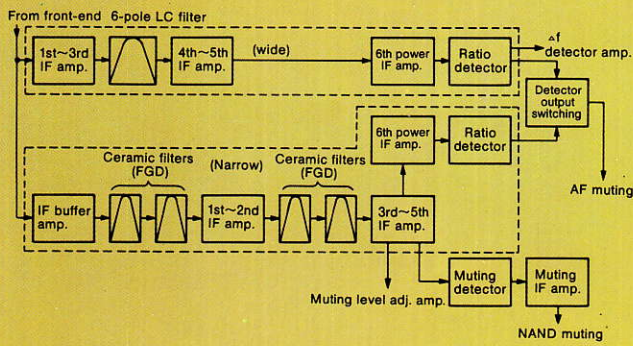 From front-end 6-pole LC filter
1st~3rd
IF amp.
4th~5th
IF amp.
(wide)
6th power
IF amp.
Ratio
detector
△f
detector amp.
Detector
output
switching
AF muting
6th power
IF amp.
Ratio
detector
Ceramic filters
(FGD)
(Narrow)
Ceramic filters
(FGD)
IF buffer
amp.
1st~2nd
IF amp.
3rd~5th
IF amp.
Muting level adj. amp.
Muting
detector
Muting
IF amp.
NAND muting